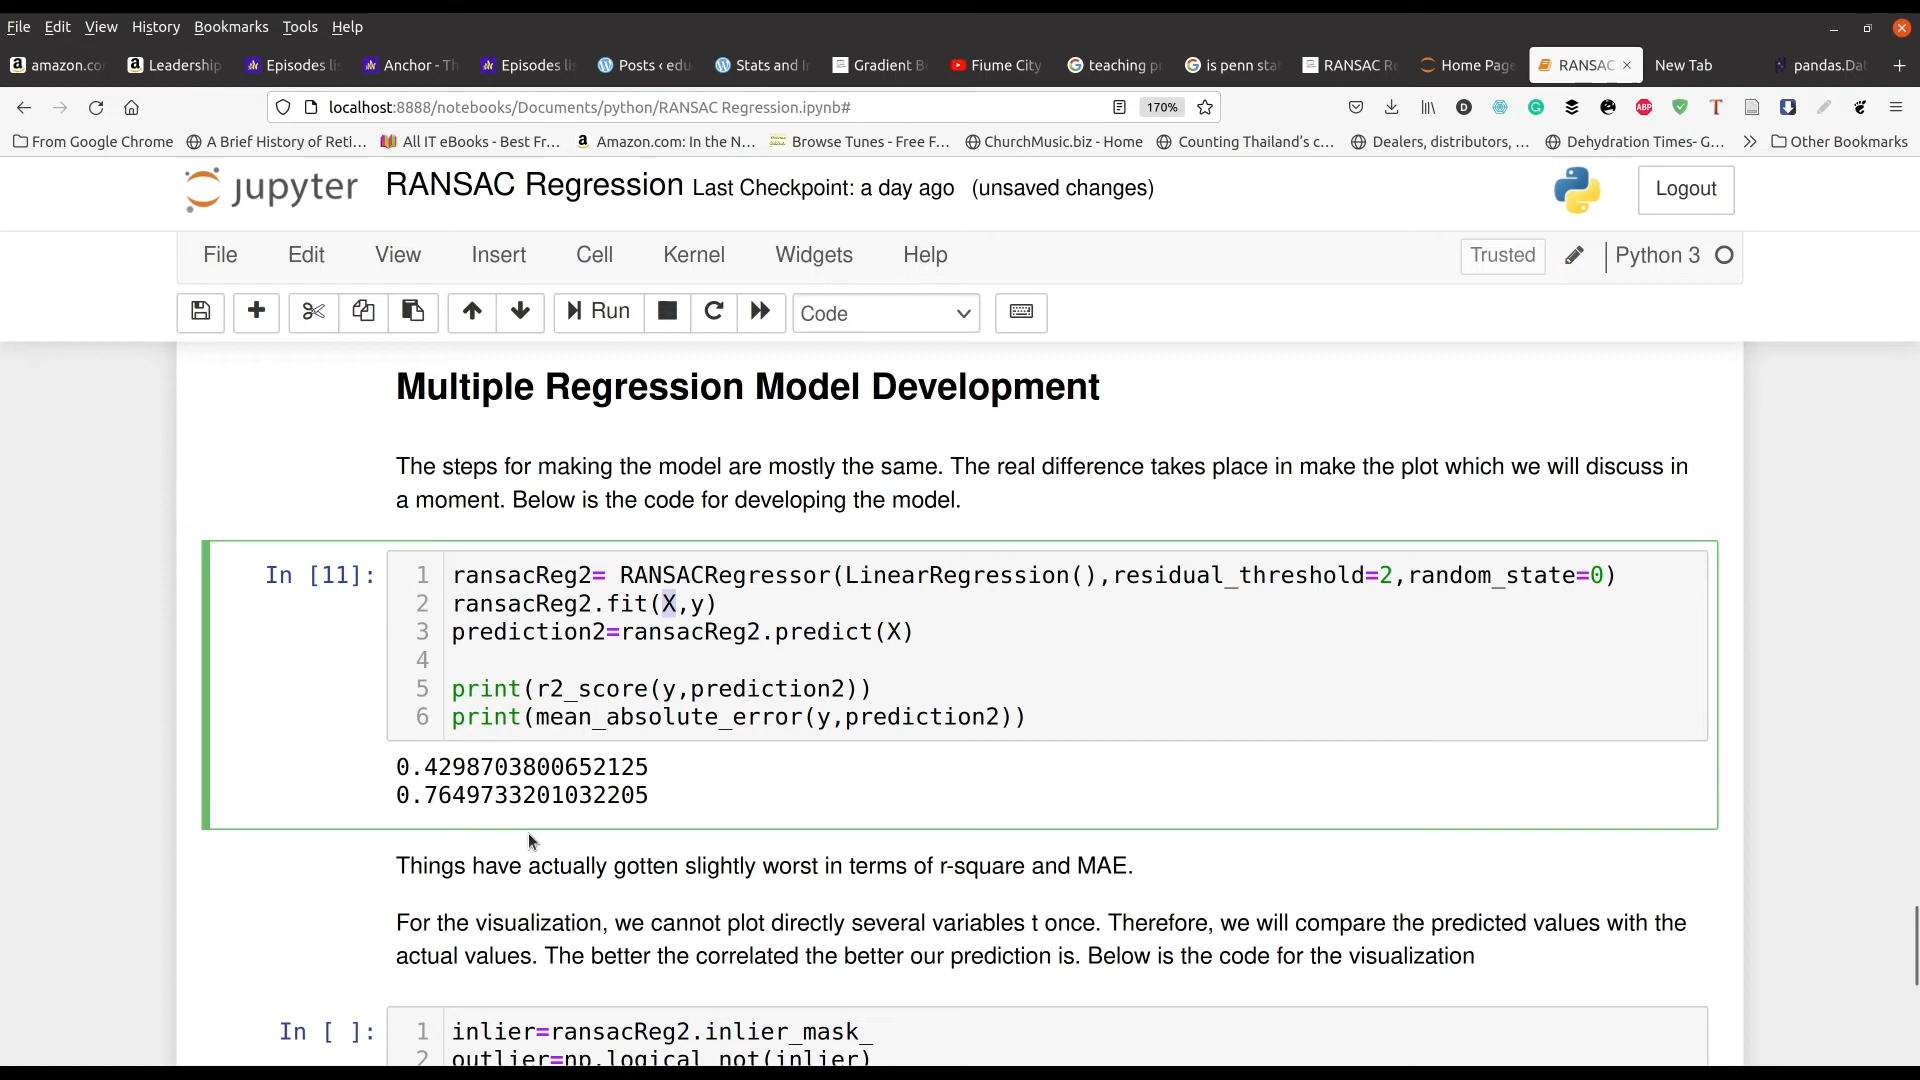 File Edit View History Bookmarks Tools Help
amazon.co Leadership Episodes lis Anchor - Th Episodes lis Posts ‹ edu Stats and Gradient B Fiume City teaching pr is penn sta RANSAC Re Home Page RANSAC New Tab pandas.Dat
localhost:8888/notebooks/Documents/python/RANSAC Regression.ipynb# 170%
From Google Chrome A Brief History of Reti... All IT eBooks - Best Fr... Amazon.com: In the N... Browse Tunes - Free F... ChurchMusic.biz - Home Counting Thailand's c... Dealers, distributors, ... Dehydration Times- G... Other Bookmarks
jupyter RANSAC Regression Last Checkpoint: a day ago (unsaved changes) Logout
File Edit View Insert Cell Kernel Widgets Help Trusted Python 3
Run Code
Multiple Regression Model Development
The steps for making the model are mostly the same. The real difference takes place in make the plot which we will discuss in
a moment. Below is the code for developing the model.
In [11]: 1 ransacReg2= RANSACRegressor(LinearRegression(),residual_threshold=2,random_state=0)
2 ransacReg2.fit(X,y)
3 prediction2=ransacReg2.predict(X)
4
5 print(r2_score(y,prediction2))
6 print(mean_absolute_error(y,prediction2))
0.4298703800652125
0.7649733201032205
Things have actually gotten slightly worst in terms of r-square and MAE.
For the visualization, we cannot plot directly several variables t once. Therefore, we will compare the predicted values with the
actual values. The better the correlated the better our prediction is. Below is the code for the visualization
In [ ]: 1 inlier=ransacReg2.inlier_mask_
2 outlier=np.logical_not(inlier)